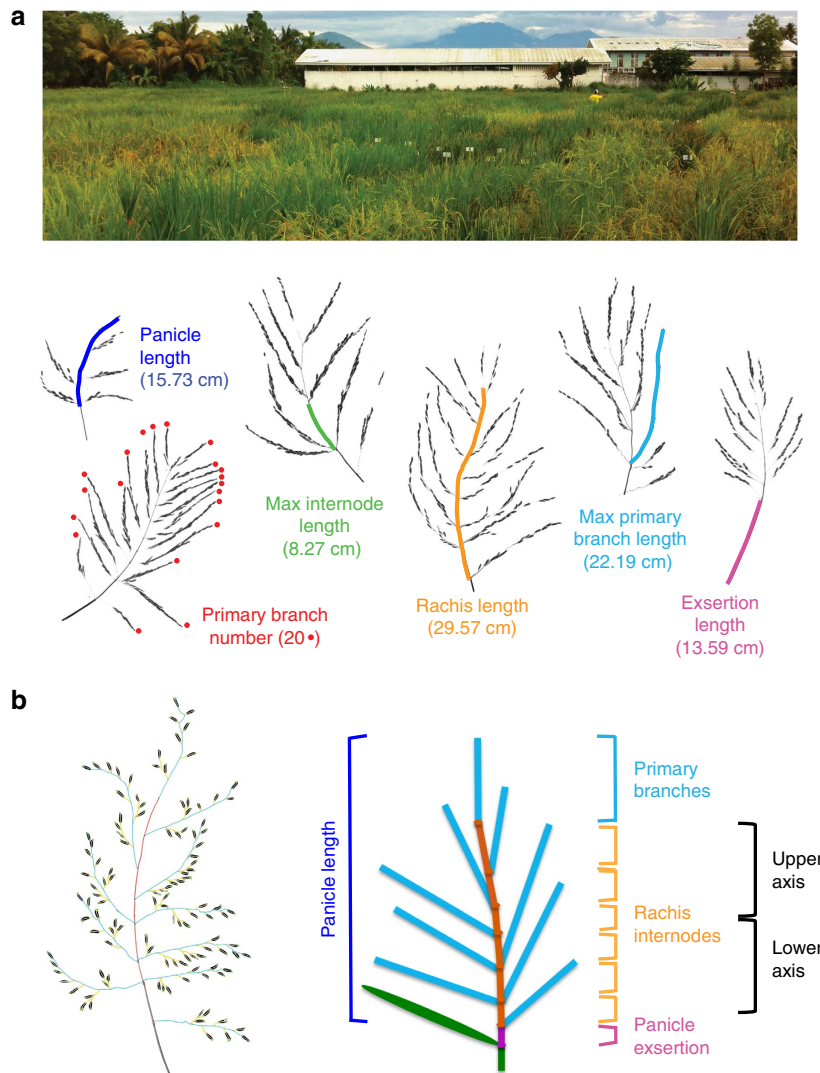 a
Panicle
length
(15.73 cm)
Max internode
length
(8.27 cm)
Primary branch
number (20•)
Rachis length
(29.57 cm)
Max primary
branch length
(22.19 cm)
Exsertion
length
(13.59 cm)
b
Panicle length
Primary
branches
Rachis
internodes
Panicle
exsertion
Upper
axis
Lower
axis